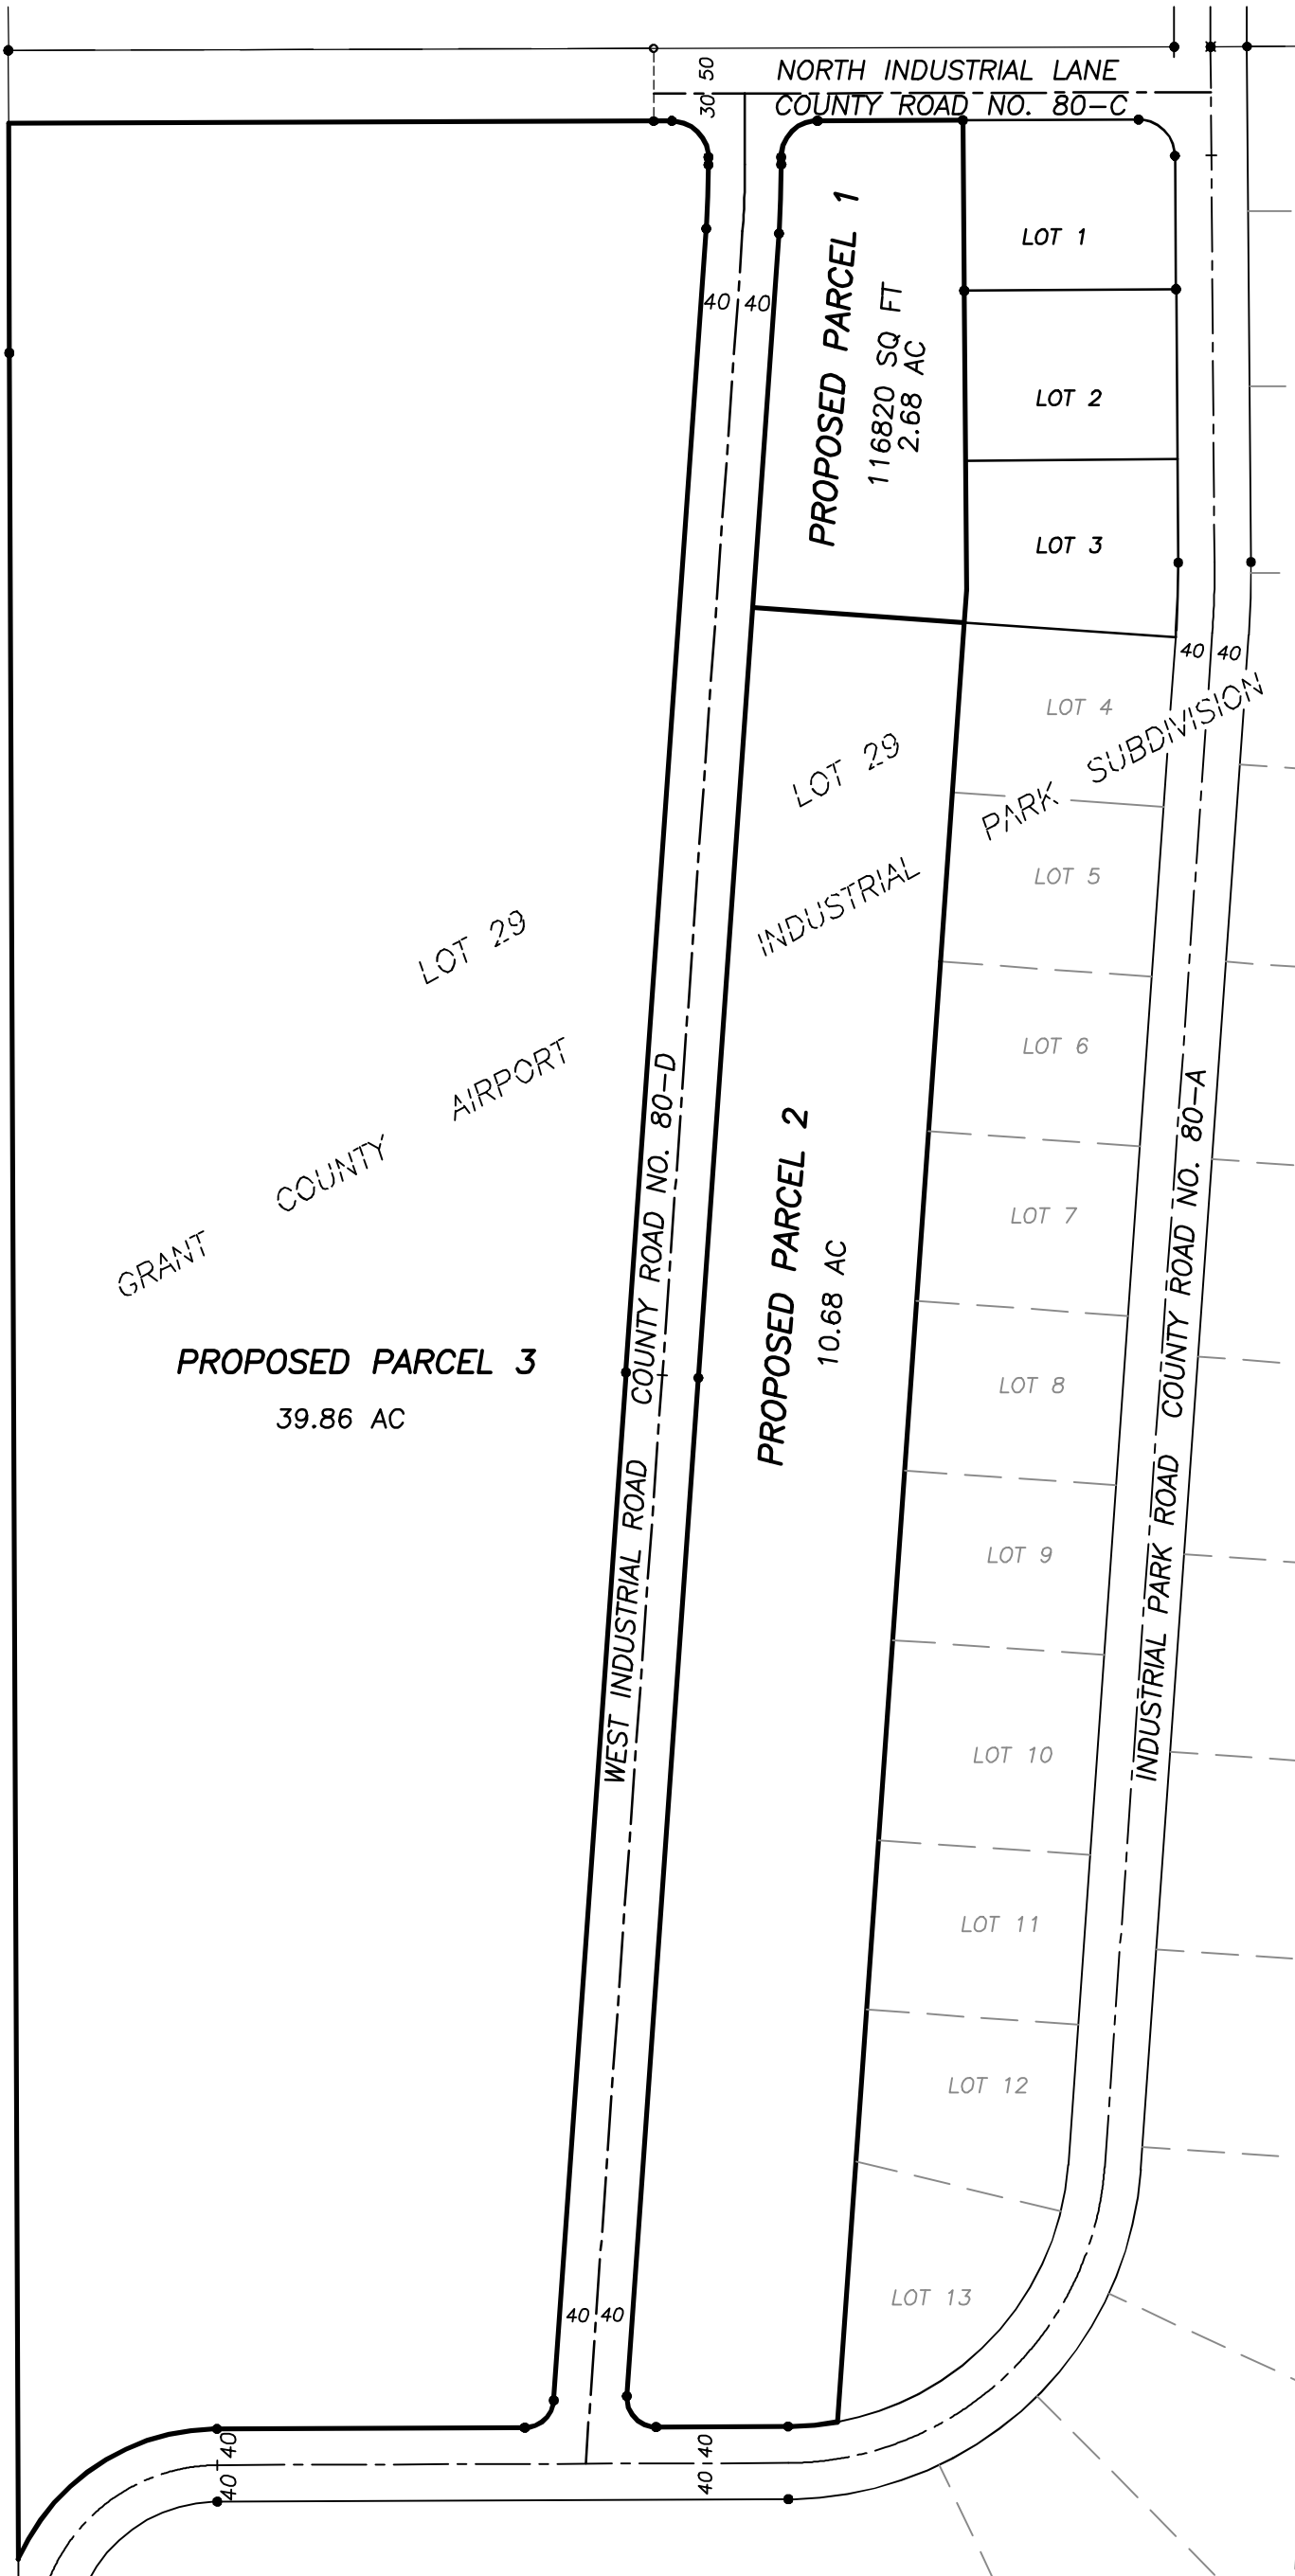 NORTH INDUSTRIAL LANE
COUNTY ROAD NO. 80-C
50
30
PROPOSED PARCEL 1
116820 SQ FT
2.68 AC
LOT 1
LOT 2
LOT 3
40 40
40 40
LOT 4
LOT 5
LOT 6
LOT 7
LOT 8
LOT 9
LOT 10
LOT 11
LOT 12
LOT 13
LOT 29
LOT 29
GRANT COUNTY AIRPORT INDUSTRIAL PARK SUBDIVISION
PROPOSED PARCEL 2
10.68 AC
PROPOSED PARCEL 3
39.86 AC
WEST INDUSTRIAL ROAD COUNTY ROAD NO. 80-D
INDUSTRIAL PARK ROAD COUNTY ROAD NO. 80-A
40 40
40 40
40 40